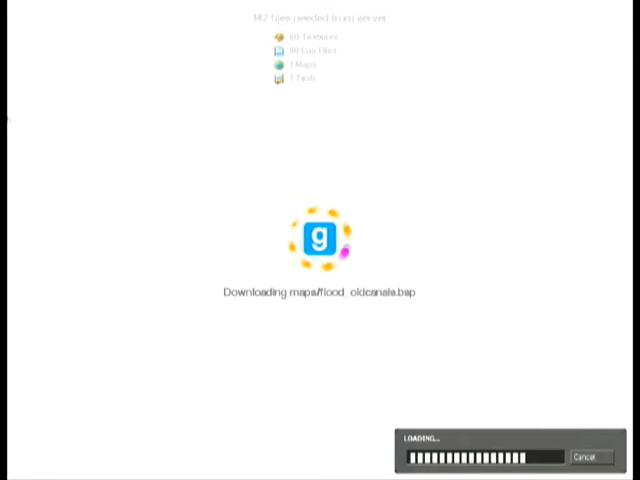 142 files needed from server
60 Textures
80 Lua Files
1 Maps
1 Tools
g
Downloading maps/flood_oldcanals.bsp
LOADING...
Cancel